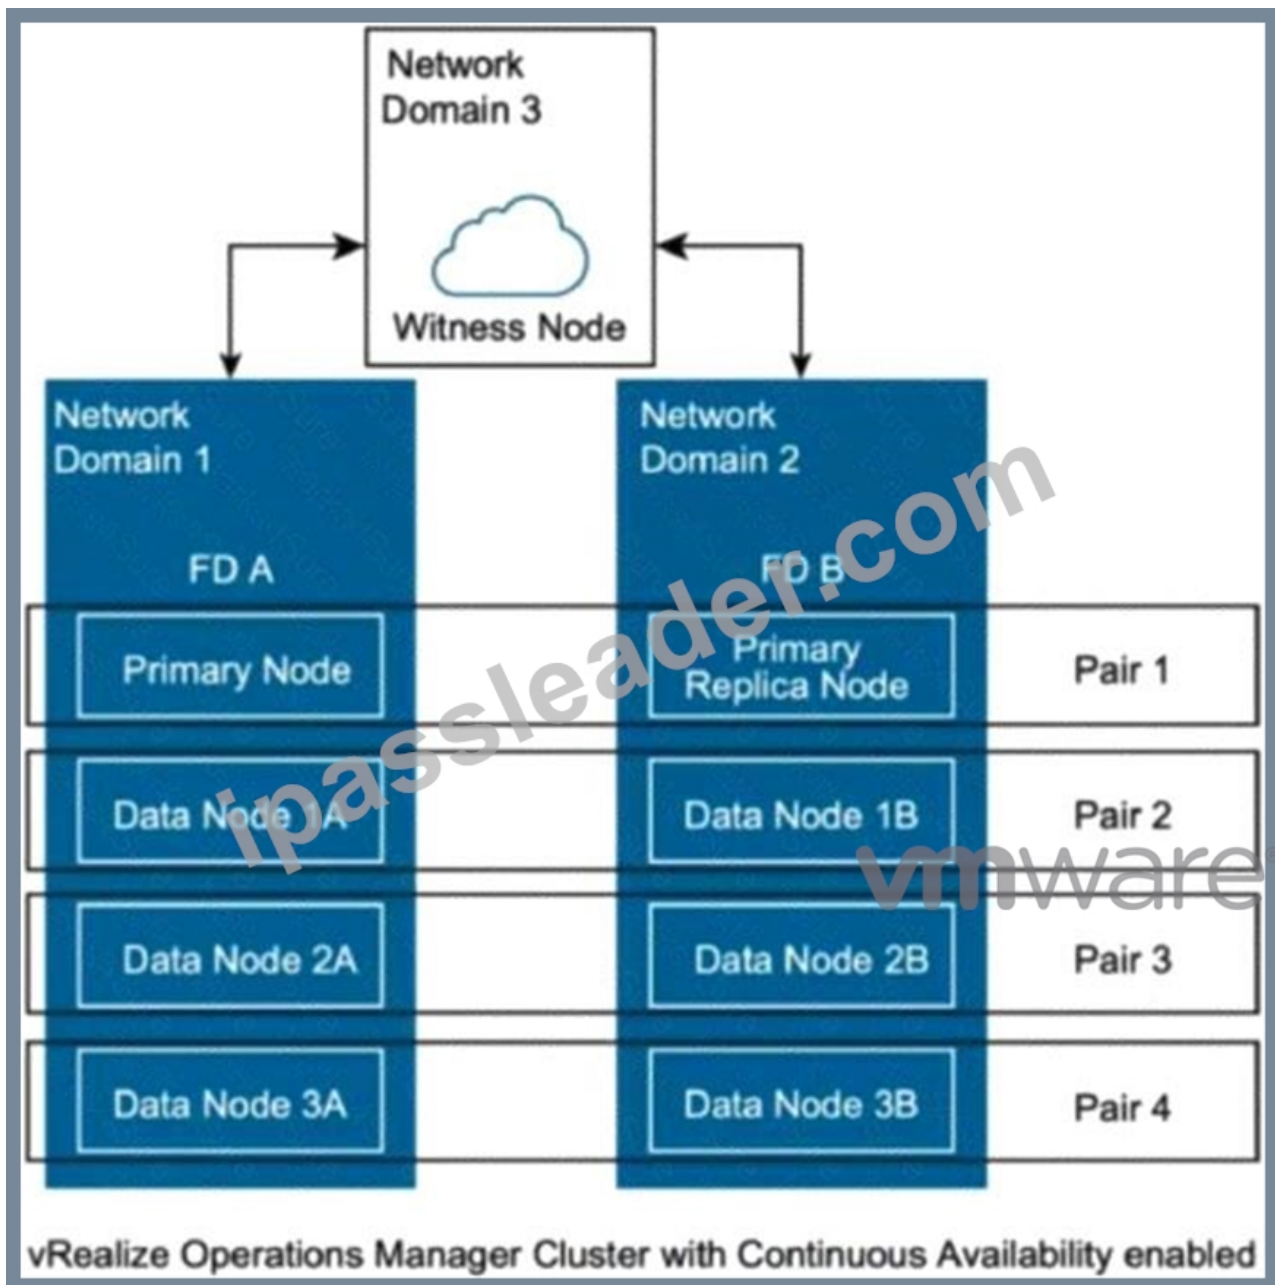 Network
Domain 3
Witness Node
Network
Domain 1
Network
Domain 2
FD A
FD B
Primary Node
Primary
Replica Node
Pair 1
Data Node 1A
Data Node 1B
Pair 2
Data Node 2A
Data Node 2B
Pair 3
Data Node 3A
Data Node 3B
Pair 4
ipassleader.com
vmware
vRealize Operations Manager Cluster with Continuous Availability enabled